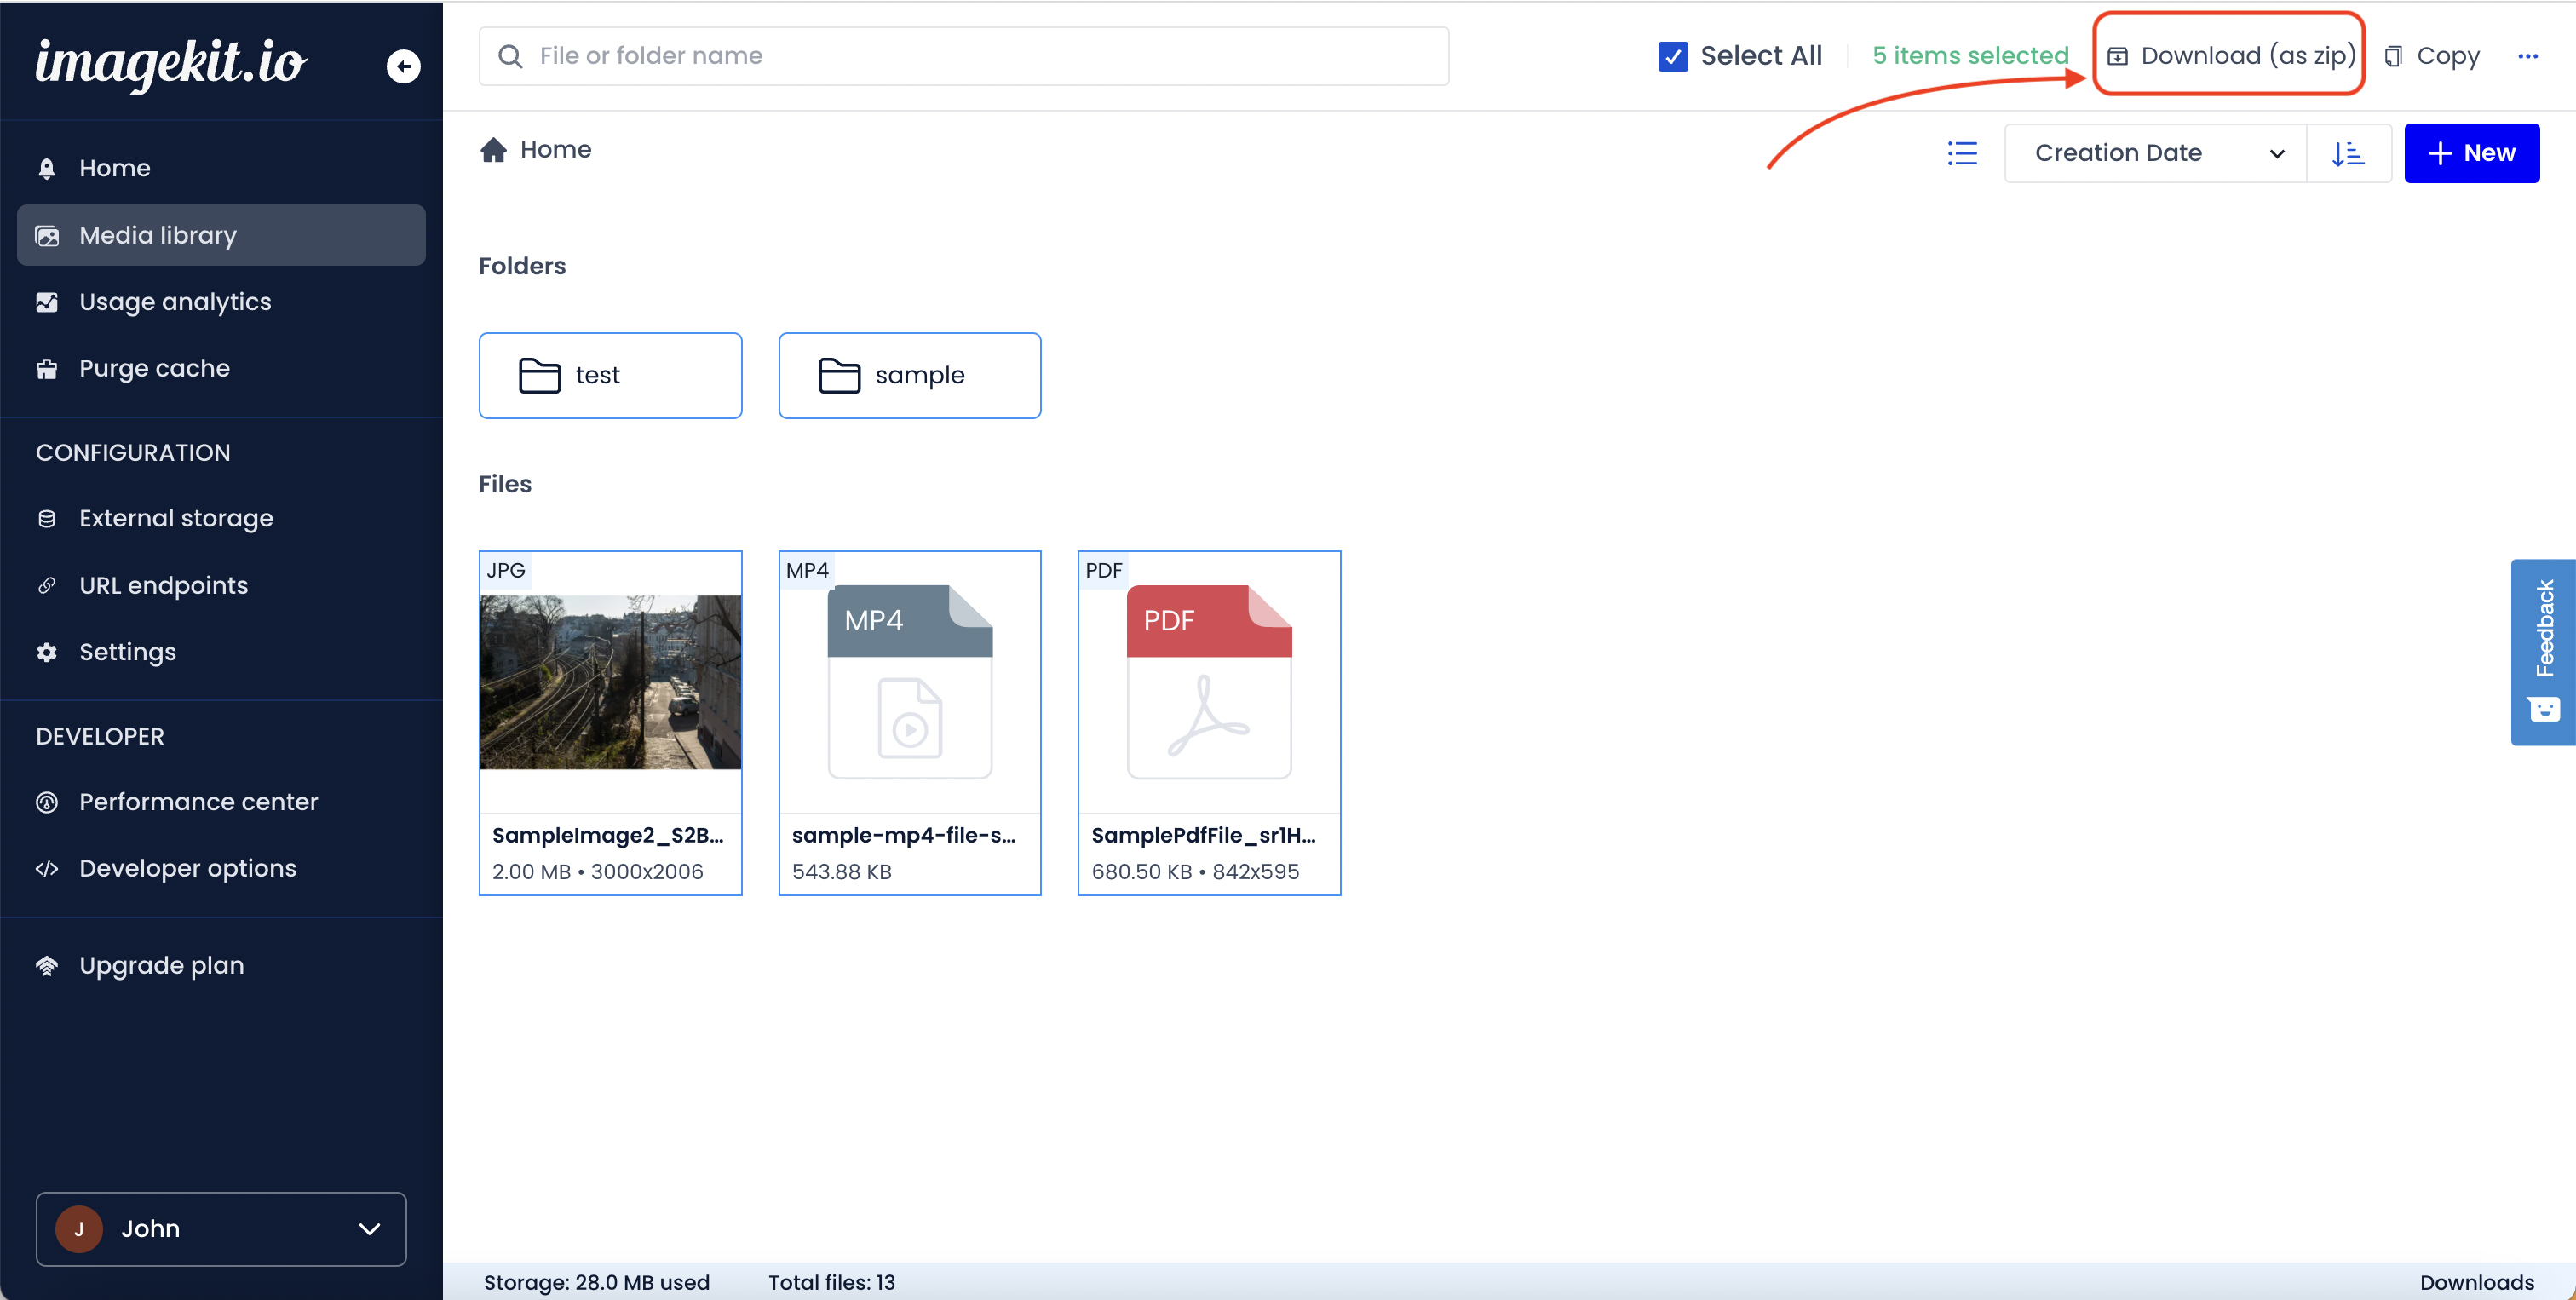 imagekit.io
Home
Media library
Usage analytics
Purge cache
CONFIGURATION
External storage
URL endpoints
Settings
DEVELOPER
Performance center
Developer options
Upgrade plan
J John
File or folder name
Select All 5 items selected Download (as zip) Copy
Home
Creation Date
New
Folders
test sample
Files
JPG MP4 PDF
MP4 PDF
SampleImage2_S2B... sample-mp4-file-s... SamplePdfFile_sr1H...
2.00 MB • 3000x2006 543.88 KB 680.50 KB • 842x595
Feedback
Storage: 28.0 MB used Total files: 13 Downloads